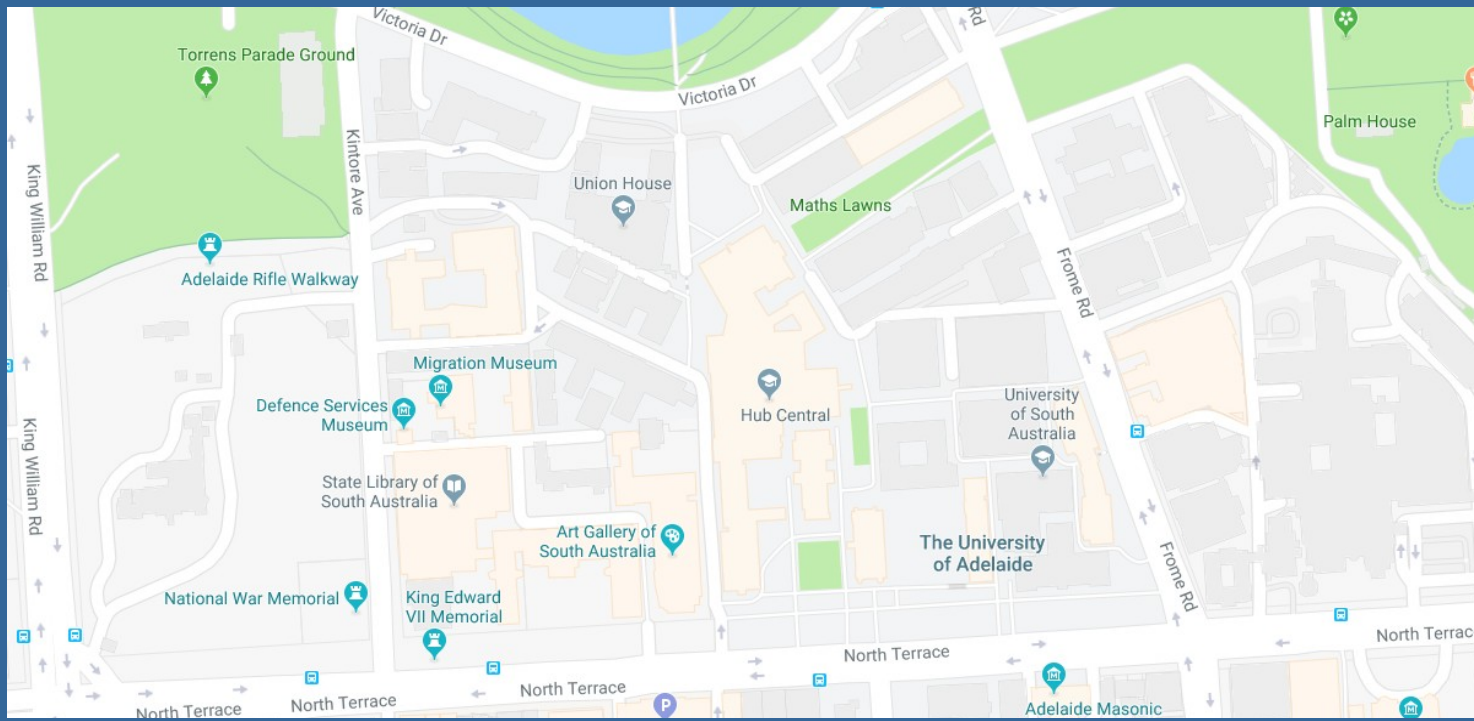 Victoria Dr
Rd
Torrens Parade Ground
Victoria Dr
Palm House
King William Rd
Kintore Ave
Union House
Maths Lawns
Adelaide Rifle Walkway
Frome Rd
Migration Museum
Defence Services
Museum
Hub Central
University
of South
Australia
King William Rd
State Library of
South Australia
Art Gallery of
South Australia
The University
of Adelaide
National War Memorial
King Edward
VII Memorial
Frome Rd
North Terrac
North Terrace
North Terrace
North Terrace
North Terrace
P
Adelaide Masonic